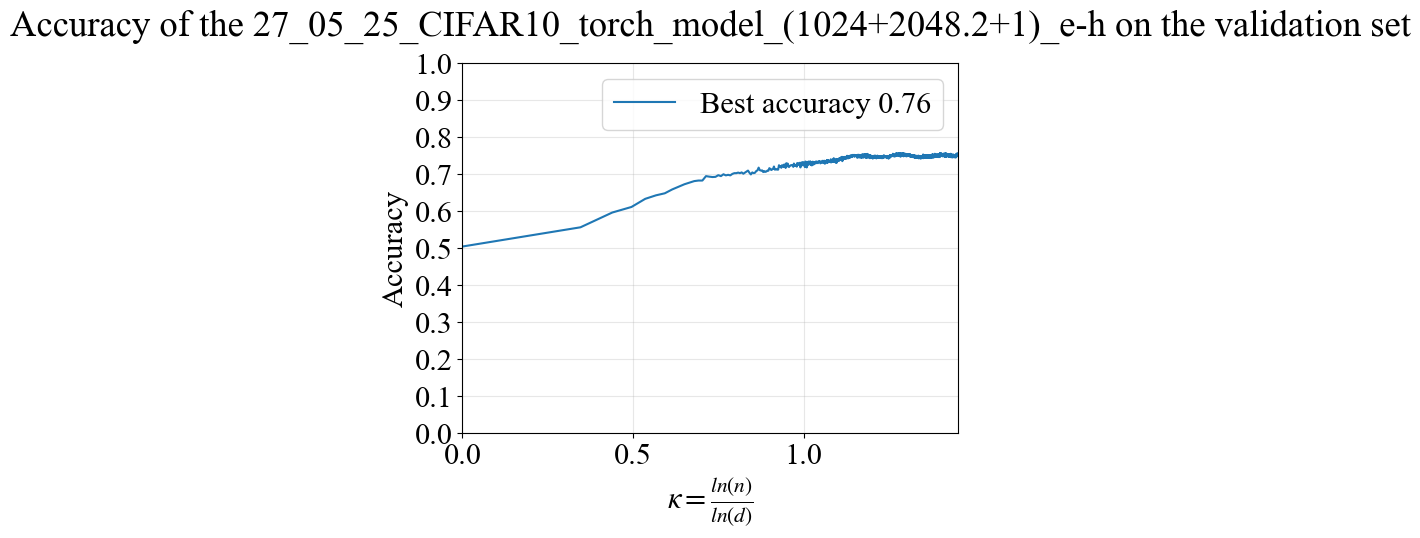 Accuracy of the 27_05_25_CIFAR10_torch_model_(1024+2048.2+1)_e-h on the validation set
Best accuracy 0.76
Accuracy
1.0
0.9
0.8
0.7
0.6
0.5
0.4
0.3
0.2
0.1
0.0
0.0 0.5 1.0
κ = ln(n) / ln(d)